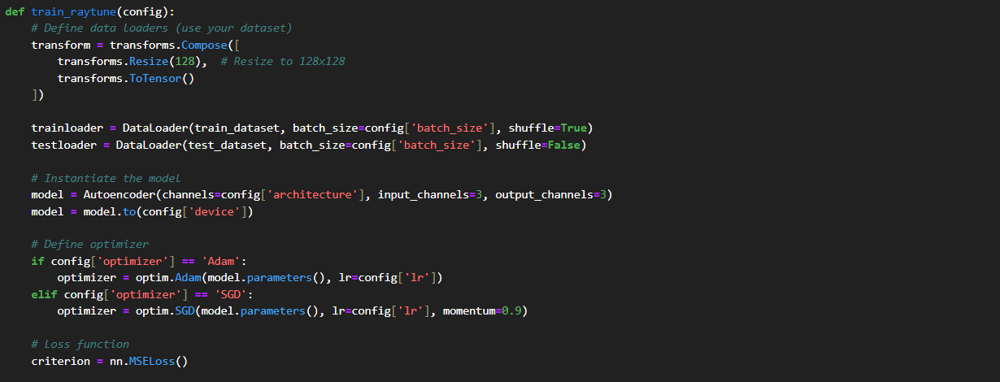 def train_raytune(config):
    # Define data loaders (use your dataset)
    transform = transforms.Compose([
        transforms.Resize(128),  # Resize to 128x128
        transforms.ToTensor()
    ])

    trainloader = DataLoader(train_dataset, batch_size=config['batch_size'], shuffle=True)
    testloader = DataLoader(test_dataset, batch_size=config['batch_size'], shuffle=False)

    # Instantiate the model
    model = Autoencoder(channels=config['architecture'], input_channels=3, output_channels=3)
    model = model.to(config['device'])

    # Define optimizer
    if config['optimizer'] == 'Adam':
        optimizer = optim.Adam(model.parameters(), lr=config['lr'])
    elif config['optimizer'] == 'SGD':
        optimizer = optim.SGD(model.parameters(), lr=config['lr'], momentum=0.9)

    # Loss function
    criterion = nn.MSELoss()